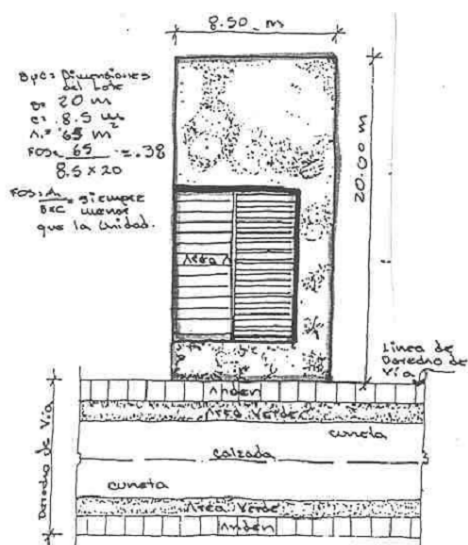 8.50 m
BYC = Dimensiones
del Lote
B= 20 m
C= 8.5 m
A = 65 m²
FOS= 65 = .38
8.5 x 20
FOS = A siempre
BXC menor
que la Unidad.
20.00 m
Area A
Linea de
Derecho de
Vía
Anden
Area Verde
cuneta
calzada
cuneta
Area Verde
Anden
Derecho de Vía